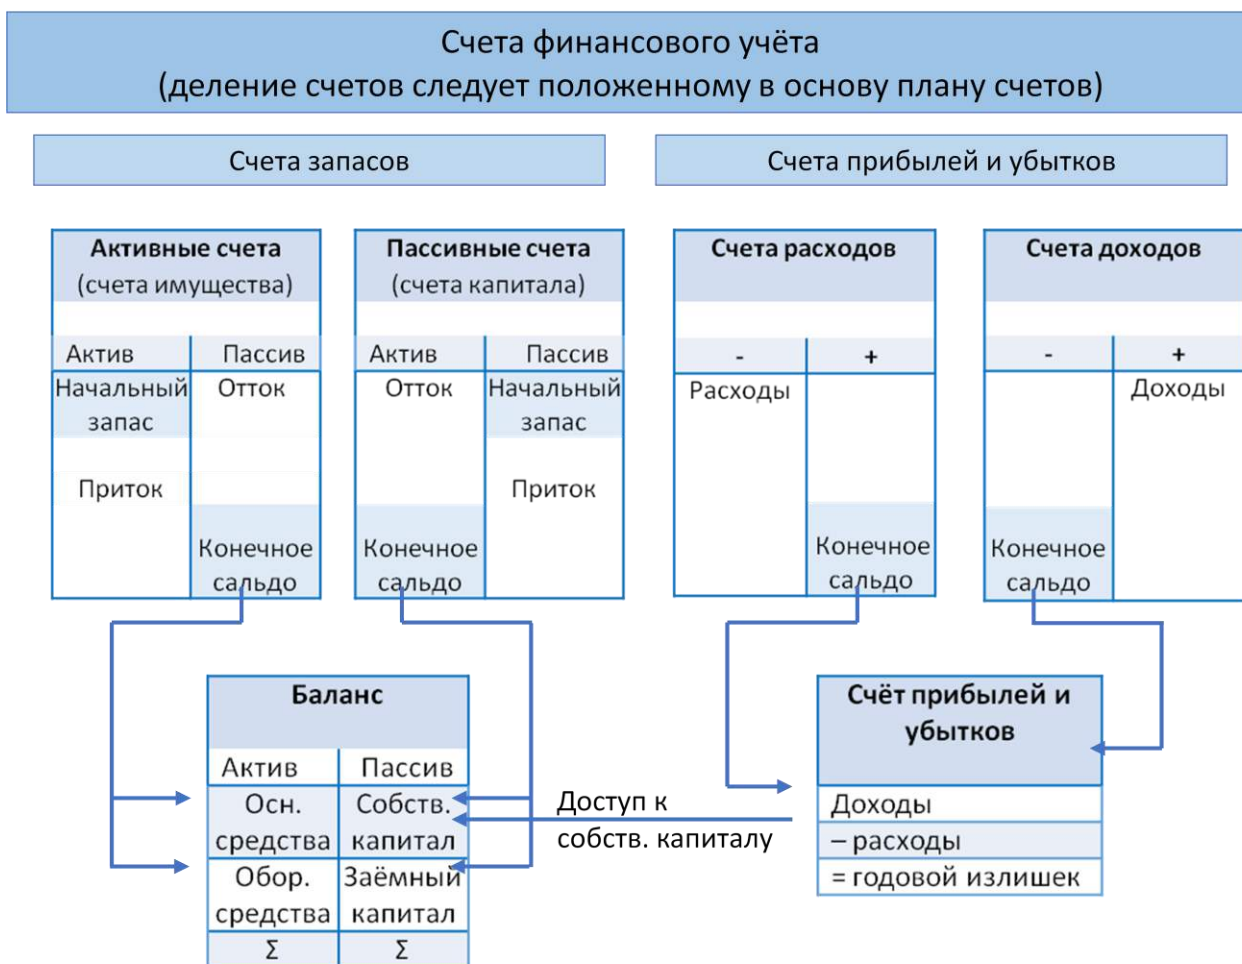 Счета финансового учёта
(деление счетов следует положенному в основу плану счетов)
Счета запасов
Счета прибылей и убытков
Активные счета
(счета имущества)
Актив Пассив
Начальный Отток
запас
Приток
Конечное
сальдо
Пассивные счета
(счета капитала)
Актив Пассив
Отток Начальный
запас
Приток
Конечное
сальдо
Счета расходов
- +
Расходы
Конечное
сальдо
Счета доходов
- +
Доходы
Конечное
сальдо
Баланс
Актив Пассив
Осн. Собств.
средства капитал
Обор. Заёмный
средства капитал
Σ Σ
Доступ к
собств. капиталу
Счёт прибылей и
убытков
Доходы
– расходы
= годовой излишек